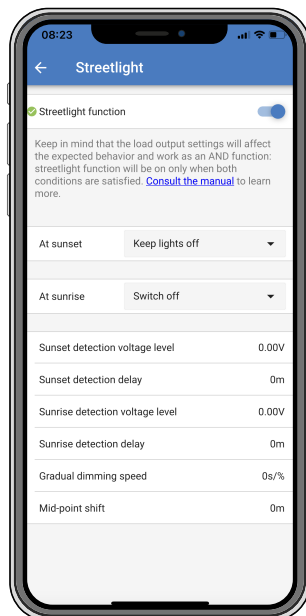 08:23
Streetlight
Streetlight function
Keep in mind that the load output settings will affect
the expected behavior and work as an AND function:
streetlight function will be on only when both
conditions are satisfied. Consult the manual to learn
more.
At sunset Keep lights off
At sunrise Switch off
Sunset detection voltage level 0.00V
Sunset detection delay 0m
Sunrise detection voltage level 0.00V
Sunrise detection delay 0m
Gradual dimming speed 0s/%
Mid-point shift 0m